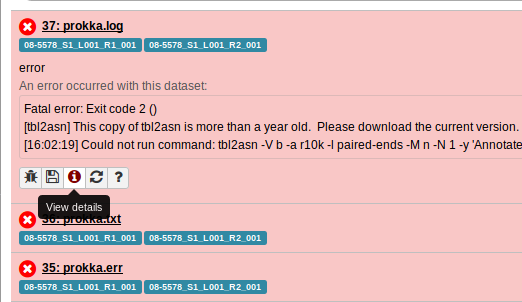 37: prokka.log
08-5578_S1_L001_R1_001 08-5578_S1_L001_R2_001
error
An error occurred with this dataset:
Fatal error: Exit code 2 ()
[tbl2asn] This copy of tbl2asn is more than a year old.  Please download the current version.
[16:02:19] Could not run command: tbl2asn -V b -a r10k -l paired-ends -M n -N 1 -y 'Annotate
?
View details
36: prokka.txt
08-5578_S1_L001_R1_001 08-5578_S1_L001_R2_001
35: prokka.err
08-5578_S1_L001_R1_001 08-5578_S1_L001_R2_001